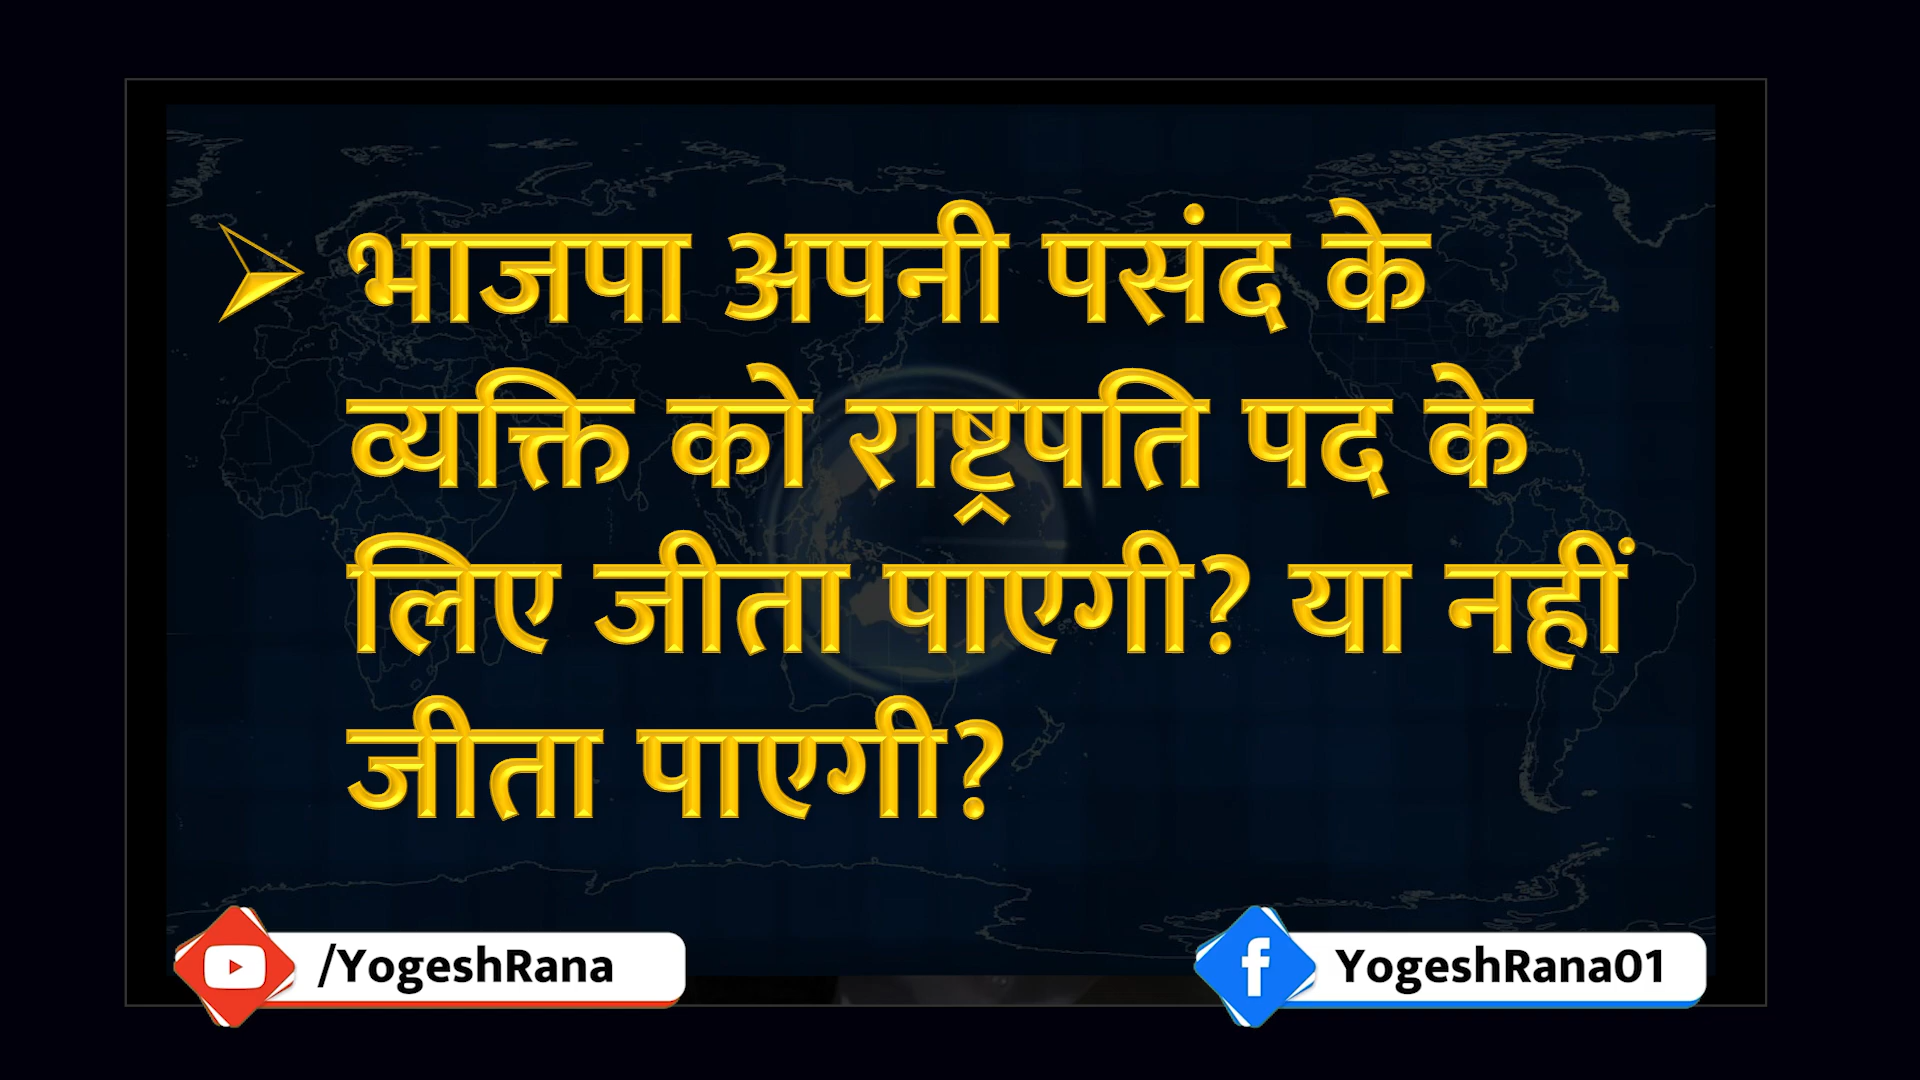 भाजपा अपनी पसंद के
व्यक्ति को राष्ट्रपति पद के
लिए जीता पाएगी? या नहीं
जीता पाएगी?
/YogeshRana
YogeshRana01